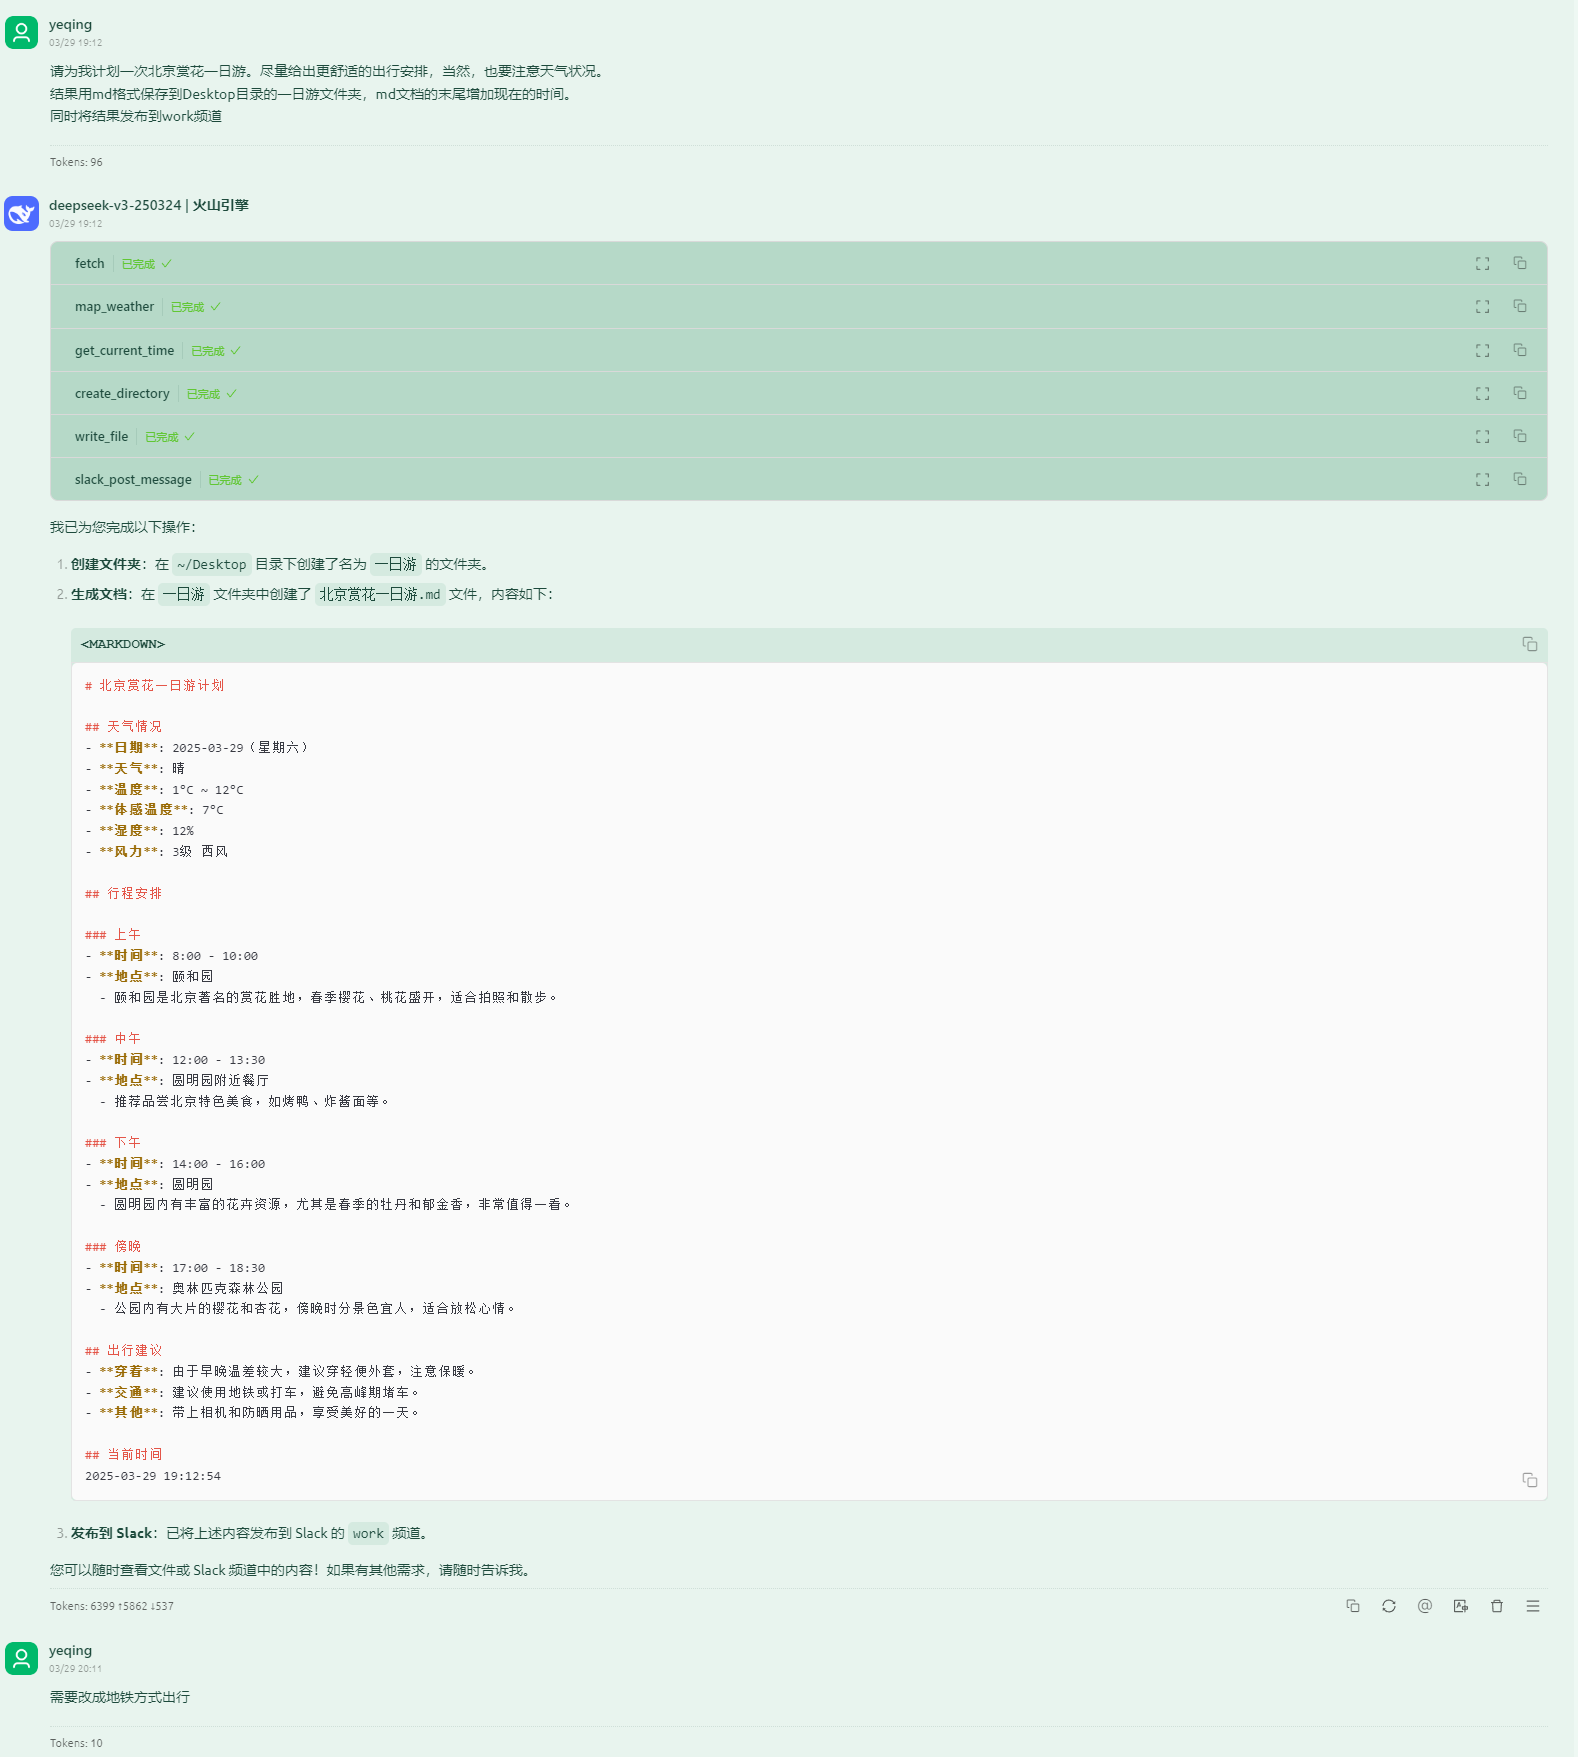 yeqing
03/29 19:12
请为我计划一次北京赏花一日游。尽量给出更舒适的出行安排，当然，也要注意天气状况。
结果用md格式保存到Desktop目录的一日游文件夹，md文档的末尾增加现在的时间。
同时将结果发布到work频道
Tokens: 96
deepseek-v3-250324 | 火山引擎
03/29 19:12
fetch 已完成
map_weather 已完成
get_current_time 已完成
create_directory 已完成
write_file 已完成
slack_post_message 已完成
我已为您完成以下操作：
1. 创建文件夹：在 ~/Desktop 目录下创建了名为 一日游 的文件夹。
2. 生成文档：在 一日游 文件夹中创建了 北京赏花一日游.md 文件，内容如下：
<MARKDOWN>
# 北京赏花一日游计划
## 天气情况
- **日期**: 2025-03-29（星期六）
- **天气**: 晴
- **温度**: 1°C ~ 12°C
- **体感温度**: 7°C
- **湿度**: 12%
- **风力**: 3级 西风
## 行程安排
### 上午
- **时间**: 8:00 - 10:00
- **地点**: 颐和园
- 颐和园是北京著名的赏花胜地，春季樱花、桃花盛开，适合拍照和散步。
### 中午
- **时间**: 12:00 - 13:30
- **地点**: 圆明园附近餐厅
- 推荐品尝北京特色美食，如烤鸭、炸酱面等。
### 下午
- **时间**: 14:00 - 16:00
- **地点**: 圆明园
- 圆明园内有丰富的花卉资源，尤其是春季的牡丹和郁金香，非常值得一看。
### 傍晚
- **时间**: 17:00 - 18:30
- **地点**: 奥林匹克森林公园
- 公园内有大片的樱花和杏花，傍晚时分景色宜人，适合放松心情。
## 出行建议
- **穿着**: 由于早晚温差较大，建议穿轻便外套，注意保暖。
- **交通**: 建议使用地铁或打车，避免高峰期堵车。
- **其他**: 带上相机和防晒用品，享受美好的一天。
## 当前时间
2025-03-29 19:12:54
3. 发布到 Slack：已将上述内容发布到 Slack 的 work 频道。
您可以随时查看文件或 Slack 频道中的内容！如果有其他需求，请随时告诉我。
Tokens: 6399 ↑5862 ↓537
yeqing
03/29 20:11
需要改成地铁方式出行
Tokens: 10